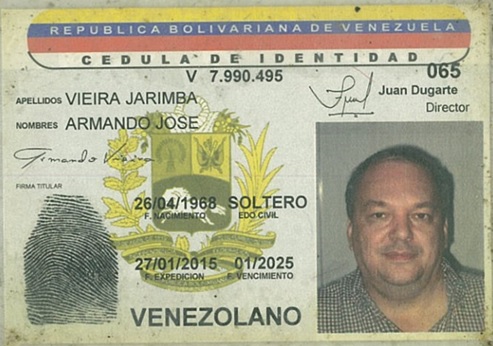 REPUBLICA BOLIVARIANA DE VENEZUELA
CEDULA DE IDENTIDAD
V 7.990.495
065
Juan Dugarte
Director
APELLIDOS VIEIRA JARIMBA
NOMBRES ARMANDO JOSE
Armando Vieira
FIRMA TITULAR
26/04/1968 SOLTERO
F. NACIMIENTO EDO CIVIL
27/01/2015 01/2025
F. EXPEDICION F. VENCIMIENTO
VENEZOLANO